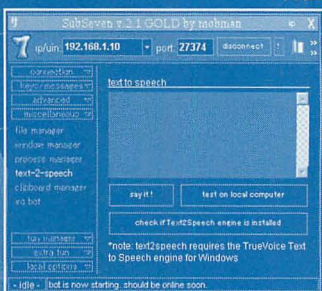 SubSeven v.2.1 GOLD by mobman
ip/uin: 192.168.1.10 port: 27374 disconnect
connection
keys/messages
advanced
miscellaneous
file manager
window manager
process manager
text-2-speech
clipboard manager
irc bot
fun manager
extra fun
local options
text to speech
say it!
test on local computer
check if Text2Speech engine is installed
*note: text2speech requires the TrueVoice Text
to Speech engine for Windows
- idle - bot is now starting. should be online soon.